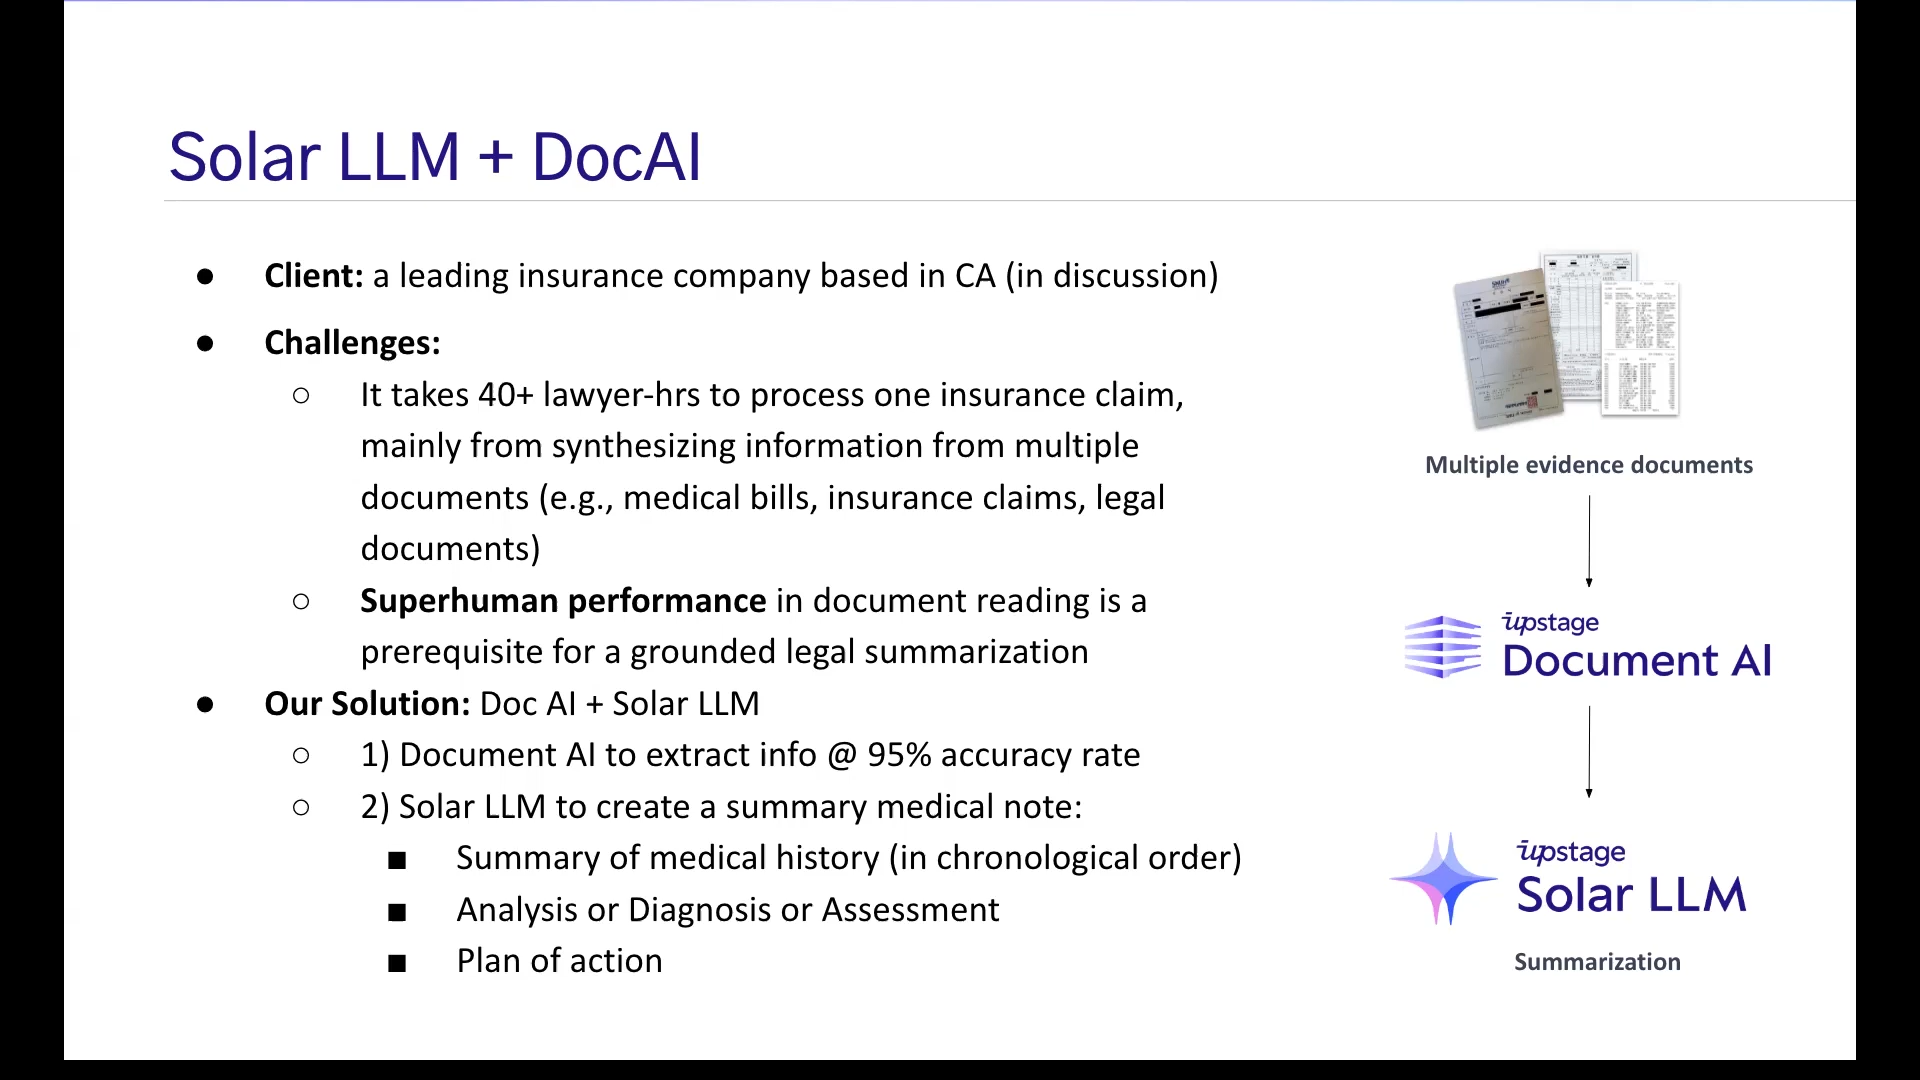 Solar LLM + DocAI
● Client: a leading insurance company based in CA (in discussion)
● Challenges:
○ It takes 40+ lawyer-hrs to process one insurance claim,
mainly from synthesizing information from multiple
documents (e.g., medical bills, insurance claims, legal
documents)
○ Superhuman performance in document reading is a
prerequisite for a grounded legal summarization
● Our Solution: Doc AI + Solar LLM
○ 1) Document AI to extract info @ 95% accuracy rate
○ 2) Solar LLM to create a summary medical note:
■ Summary of medical history (in chronological order)
■ Analysis or Diagnosis or Assessment
■ Plan of action
Multiple evidence documents
upstage
Document AI
upstage
Solar LLM
Summarization